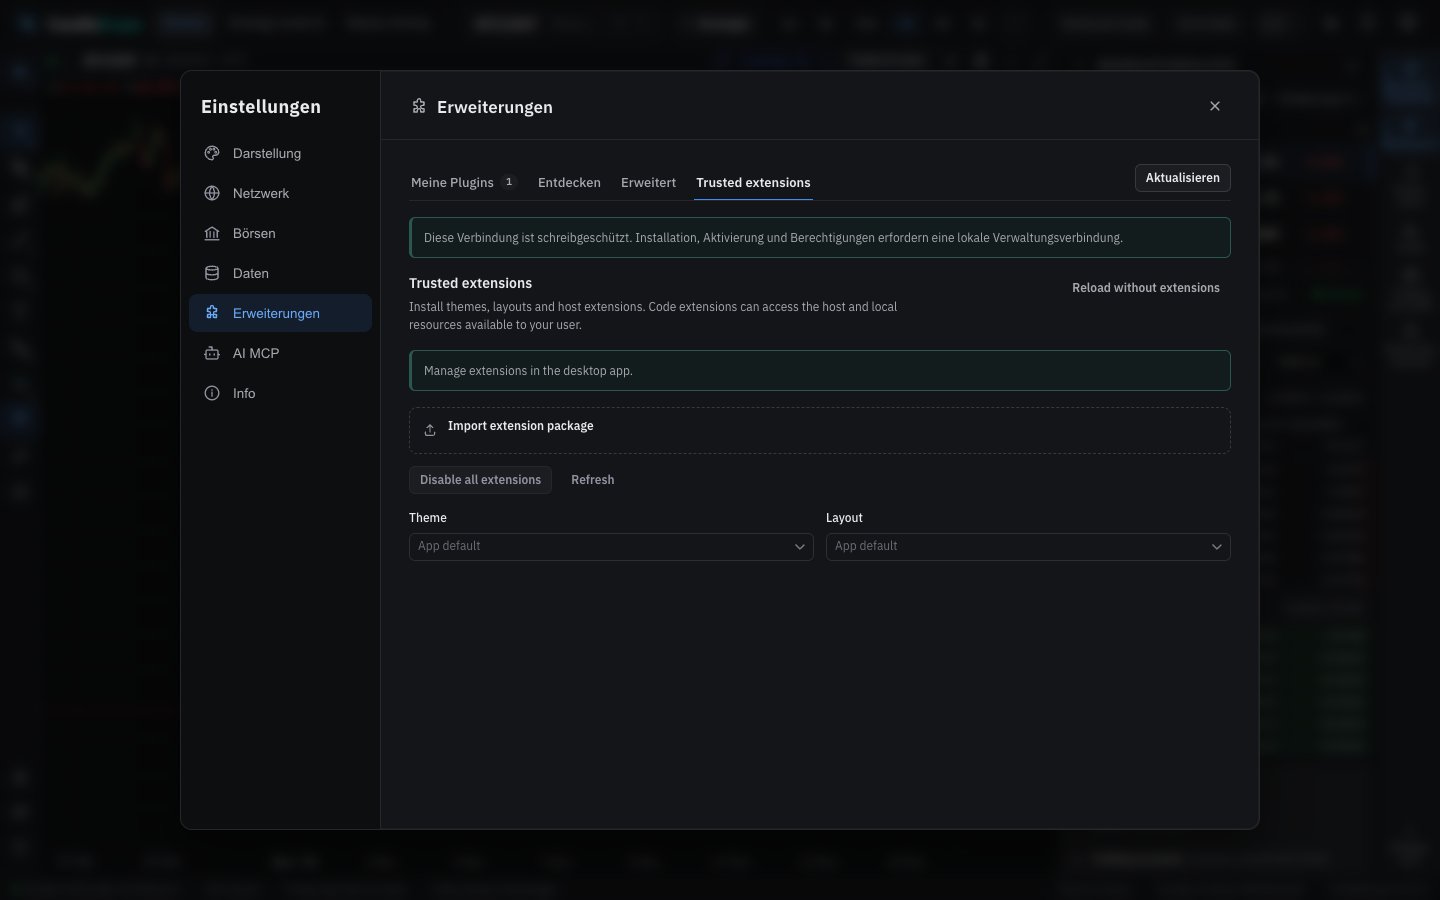 Einstellungen
Darstellung
Netzwerk
Börsen
Daten
Erweiterungen
AI MCP
Info
Erweiterungen
Meine Plugins 1
Entdecken
Erweitert
Trusted extensions
Aktualisieren
Diese Verbindung ist schreibgeschützt. Installation, Aktivierung und Berechtigungen erfordern eine lokale Verwaltungsverbindung.
Trusted extensions
Reload without extensions
Install themes, layouts and host extensions. Code extensions can access the host and local
resources available to your user.
Manage extensions in the desktop app.
Import extension package
Disable all extensions
Refresh
Theme
Layout
App default
App default